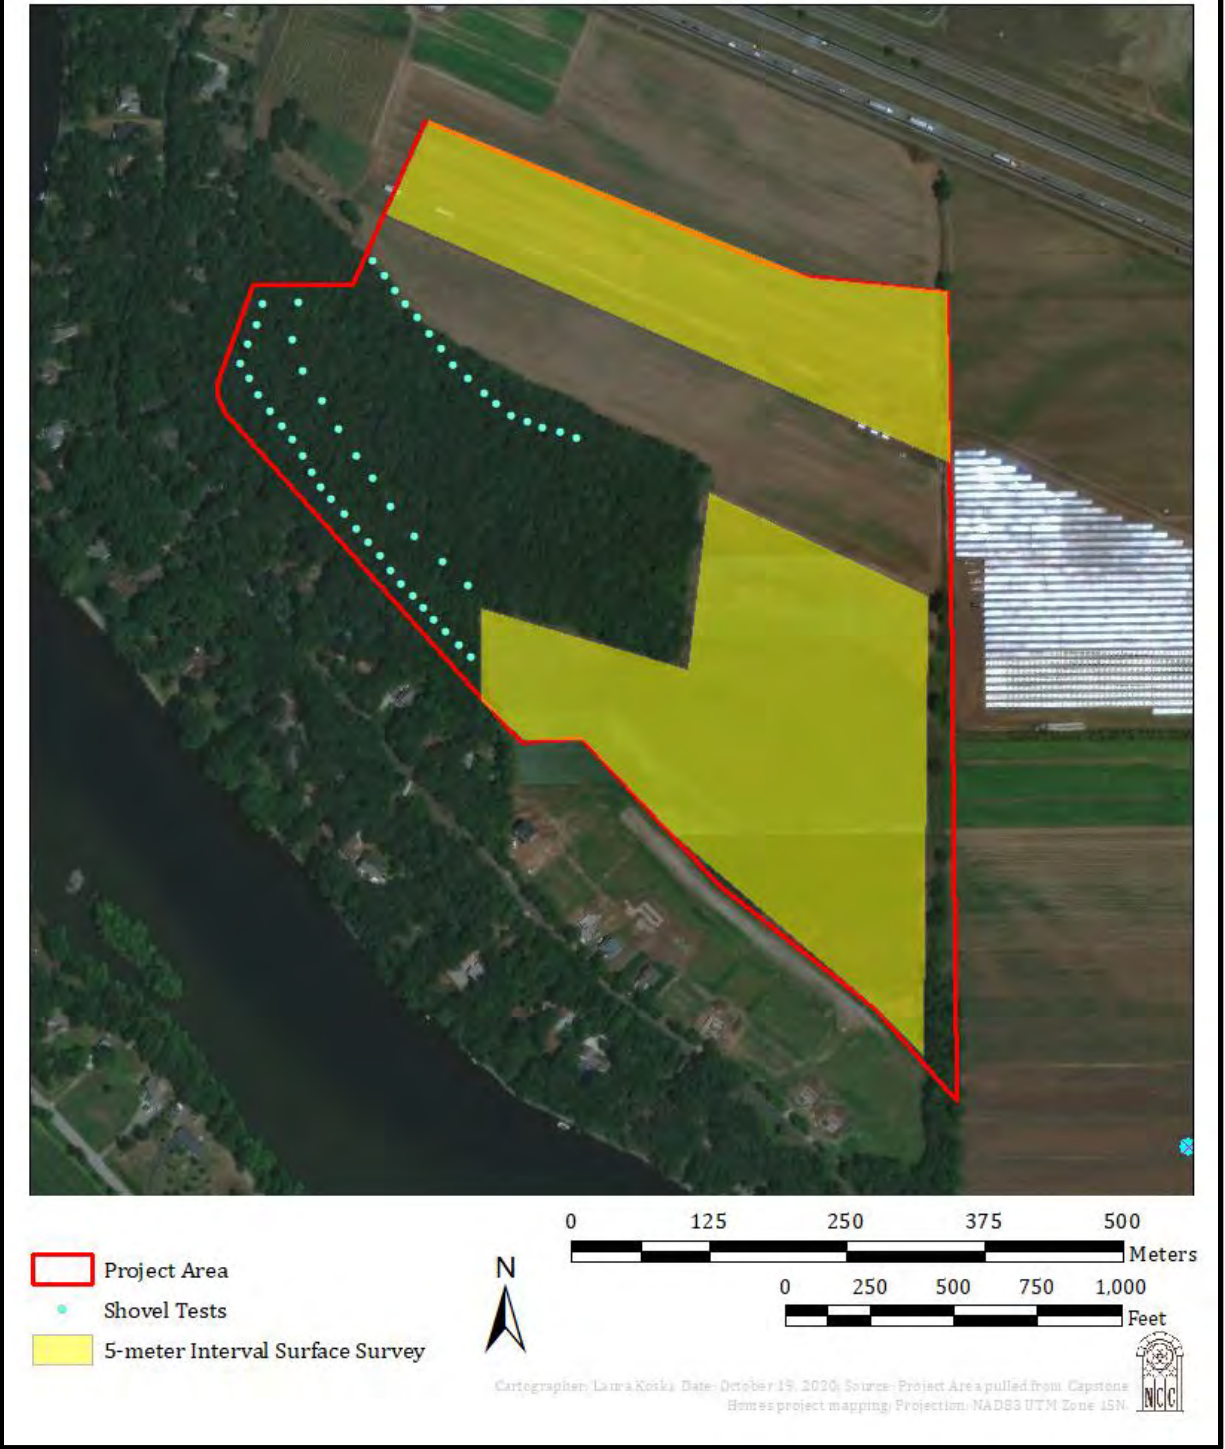 0 125 250 375 500
Meters
0 250 500 750 1,000
Feet
N
Project Area
Shovel Tests
5-meter Interval Surface Survey
Cartographer: Laura Koski; Date: October 19, 2020; Source: Project Area pulled from Capstone
Homes project mapping; Projection: NAD83 UTM Zone 15N.
NCC